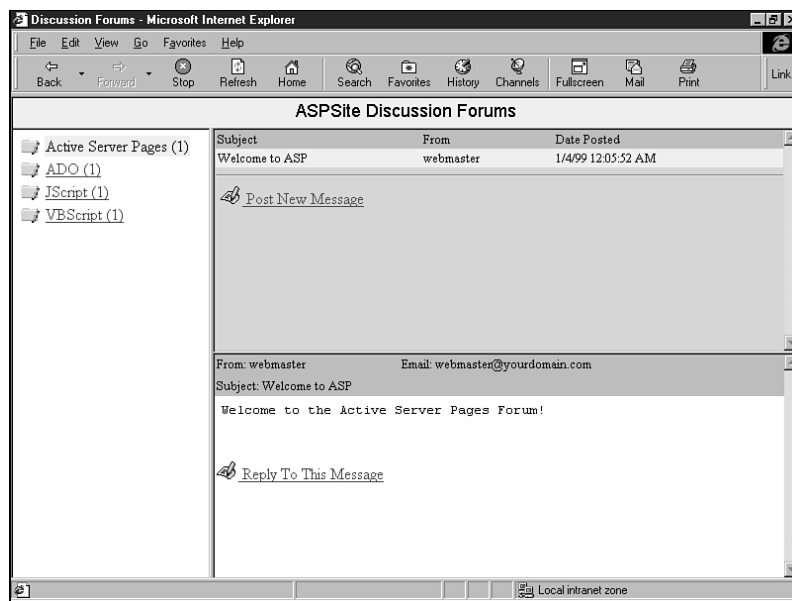 Discussion Forums - Microsoft Internet Explorer
File Edit View Go Favorites Help
Back Forward Stop Refresh Home Search Favorites History Channels Fullscreen Mail Print Link
ASPSite Discussion Forums
Active Server Pages (1)
ADO (1)
JScript (1)
VBScript (1)
Subject From Date Posted
Welcome to ASP webmaster 1/4/99 12:05:52 AM
Post New Message
From: webmaster Email: webmaster@yourdomain.com
Subject: Welcome to ASP
Welcome to the Active Server Pages Forum!
Reply To This Message
Local intranet zone